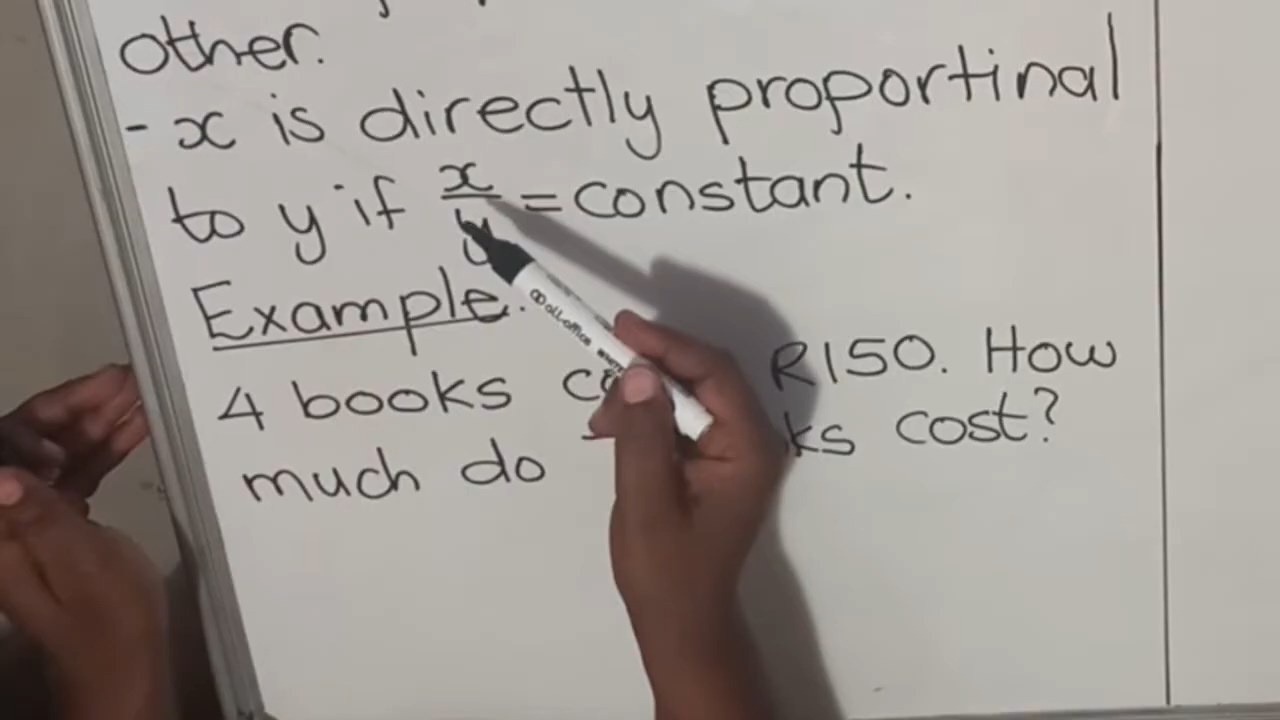 other.
- x is directly proportinal
to y if x/y = constant.
Example.
4 books R150. How
much do cost?